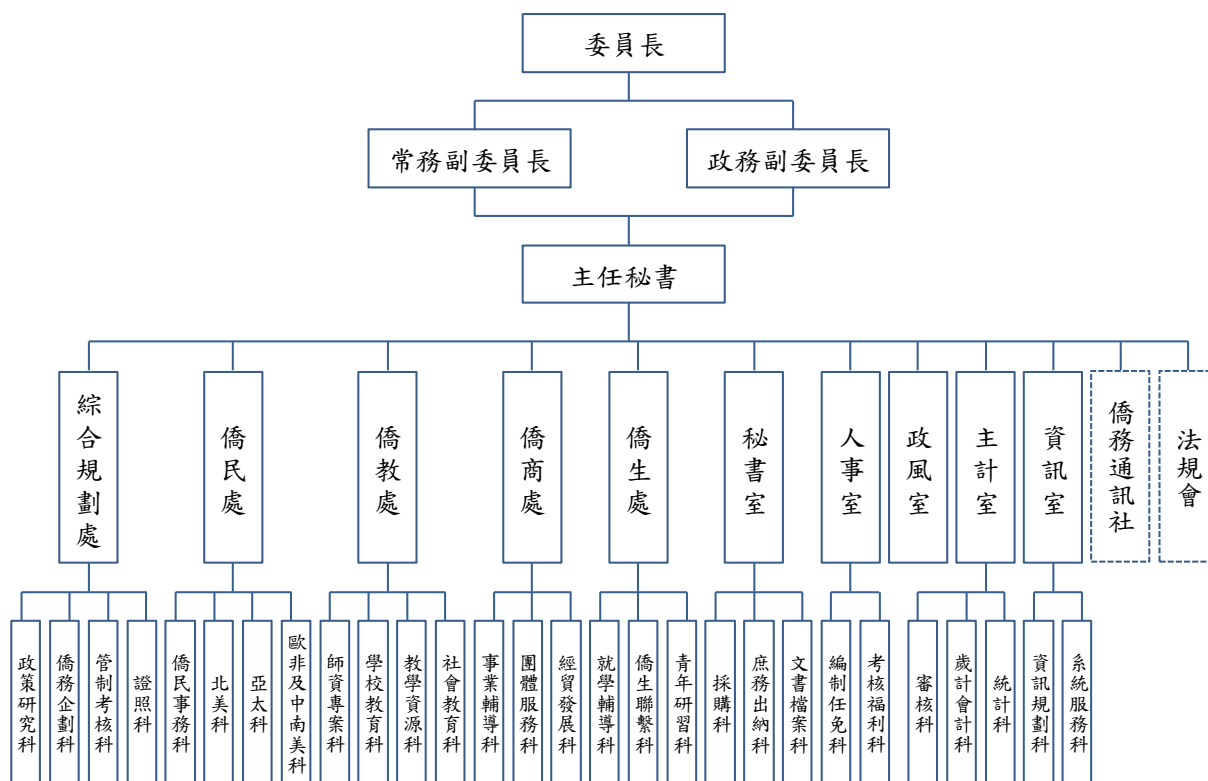 委員長
常務副委員長
政務副委員長
主任秘書
綜合規劃處
僑民處
僑教處
僑商處
僑生處
秘書室
人事室
政風室
主計室
資訊室
僑務通訊社
法規會
政策研究科
僑務企劃科
管制考核科
證照科
僑民事務科
北美科
亞太科
歐非及中南美科
師資專案科
學校教育科
教學資源科
社會教育科
事業輔導科
團體服務科
經貿發展科
就學輔導科
僑生聯繫科
青年研習科
採購科
庶務出納科
文書檔案科
編制任免科
考核福利科
審核科
歲計會計科
統計科
資訊規劃科
系統服務科